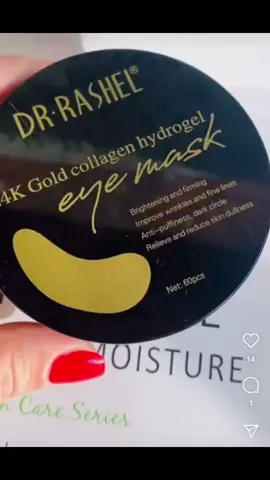 DR·RASHEL®
4K Gold collagen hydrogel
eye mask
Brightening and firming
Improve wrinkles and fine lines
Anti-puffiness, dark circle
Relieve and reduce skin dullness
Net: 60pcs
MOISTURE
Care Series
14
1